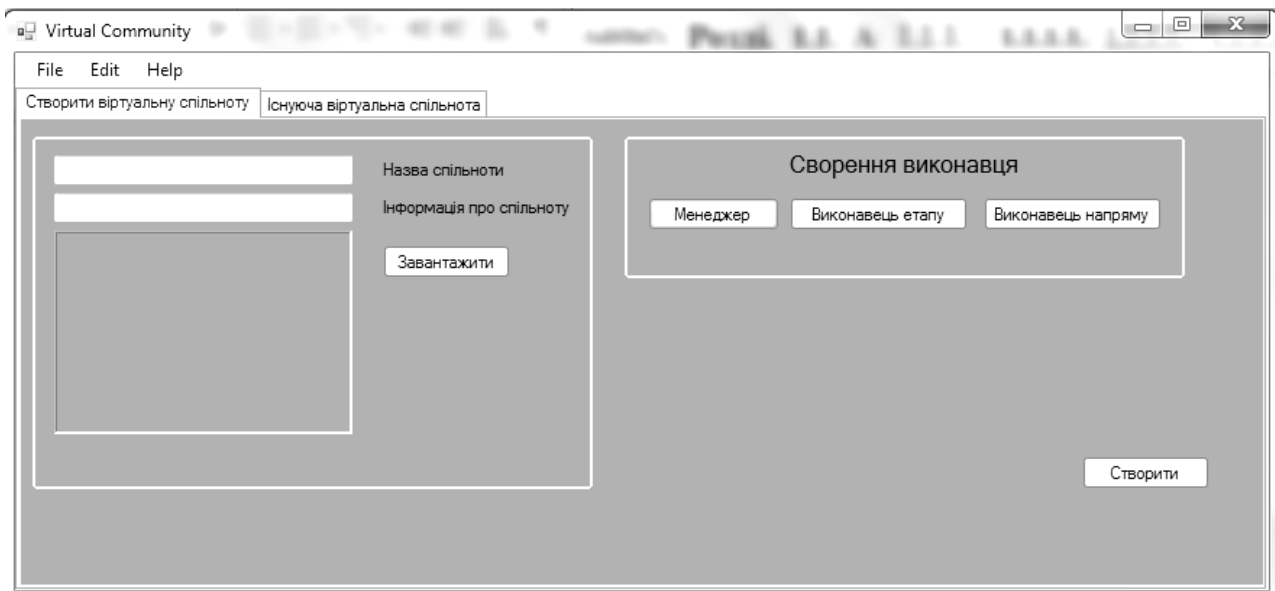 Virtual Community
File Edit Help
Створити віртуальну спільноту Існуюча віртуальна спільнота
Назва спільноти
Інформація про спільноту
Завантажити
Сворення виконавця
Менеджер Виконавець етапу Виконавець напряму
Створити